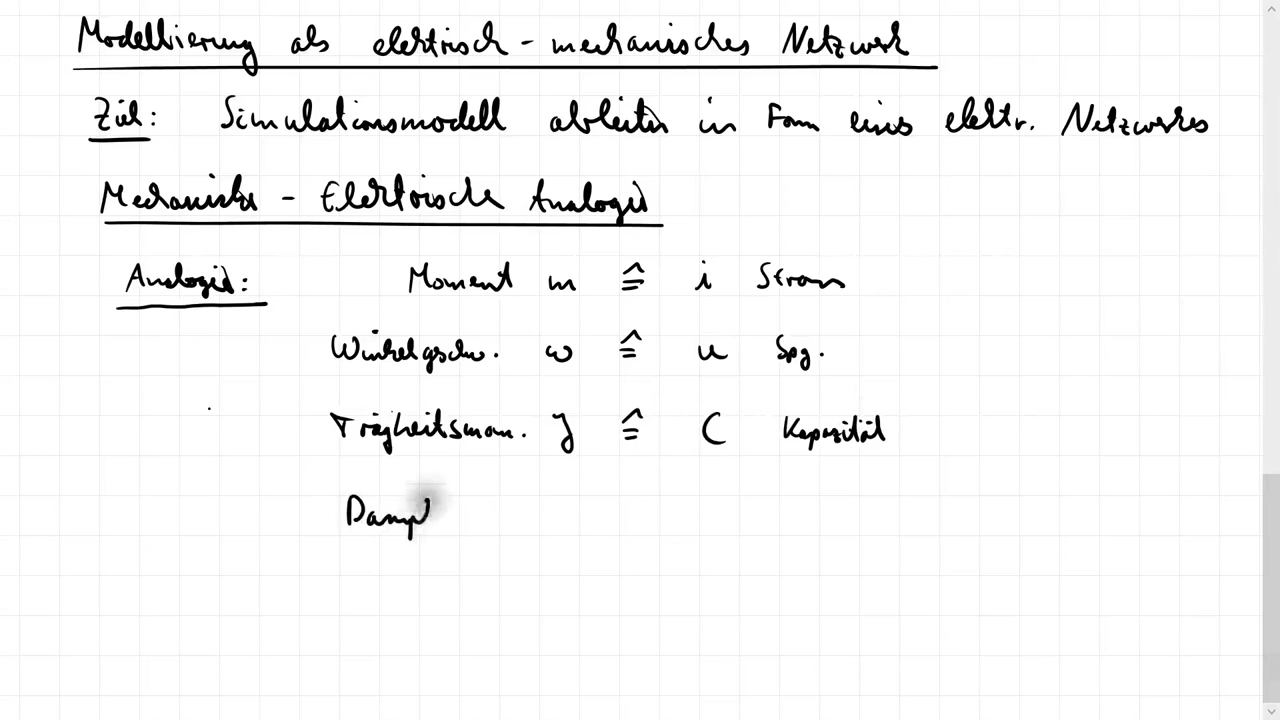 Modellierung als elektrisch-mechanisches Netzwerk
Ziel: Simulationsmodell ableiten in Form eines elektr. Netzwerkes
Mechanische - Elektrische Analogie
Analogie: Moment m ≙ i Strom
Winkelgeschw. ω ≙ u Spg.
Trägheitsmom. J ≙ C Kapazität
Dampf